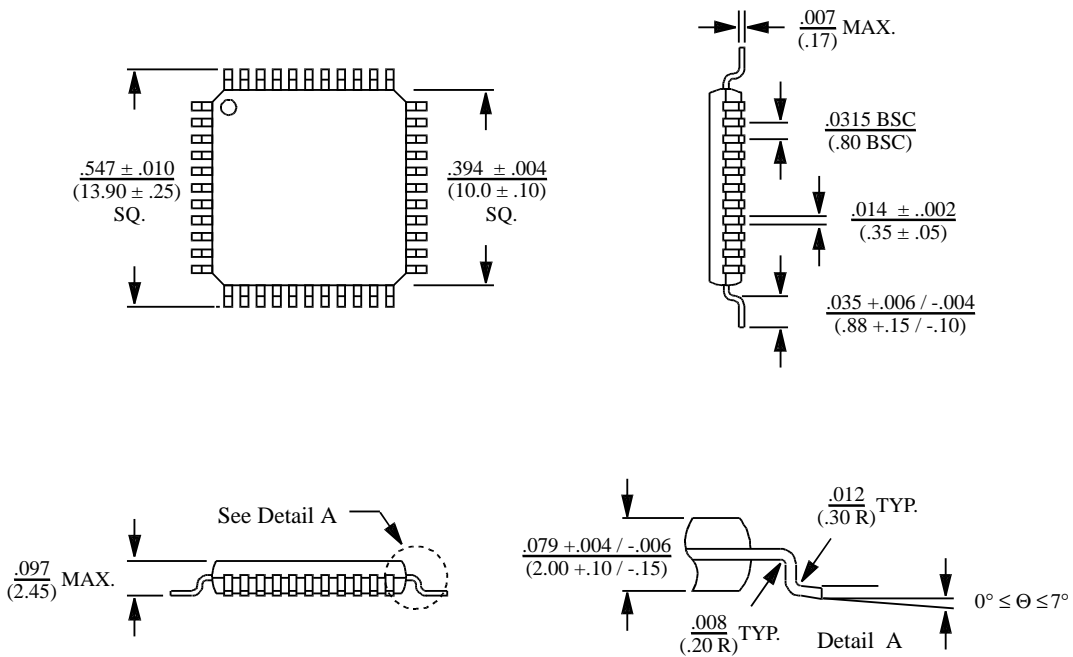 .007
(.17) MAX.
.547 ± .010
(13.90 ± .25)
SQ.
.394 ± .004
(10.0 ± .10)
SQ.
.0315 BSC
(.80 BSC)
.014 ± ..002
(.35 ± .05)
.035 +.006 / -.004
(.88 +.15 / -.10)
See Detail A
.097
(2.45) MAX.
.012
(.30 R) TYP.
.079 +.004 / -.006
(2.00 +.10 / -.15)
.008
(.20 R) TYP.
0° ≤ Θ ≤ 7°
Detail A